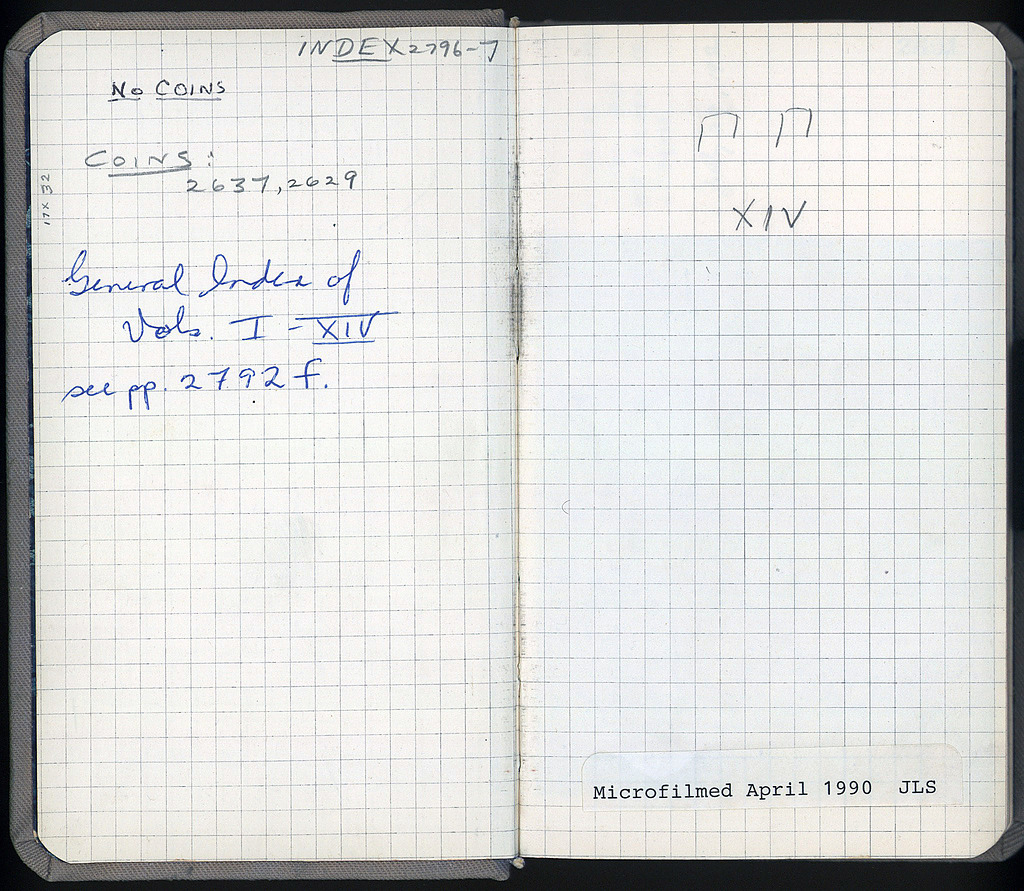 INDEX 2796-7
No COINS
COINS:
2637, 2629
17 X 32
General Index of
Vols. I - XIV
see pp. 2792 f.
ΠΠ
XIV
Microfilmed April 1990 JLS